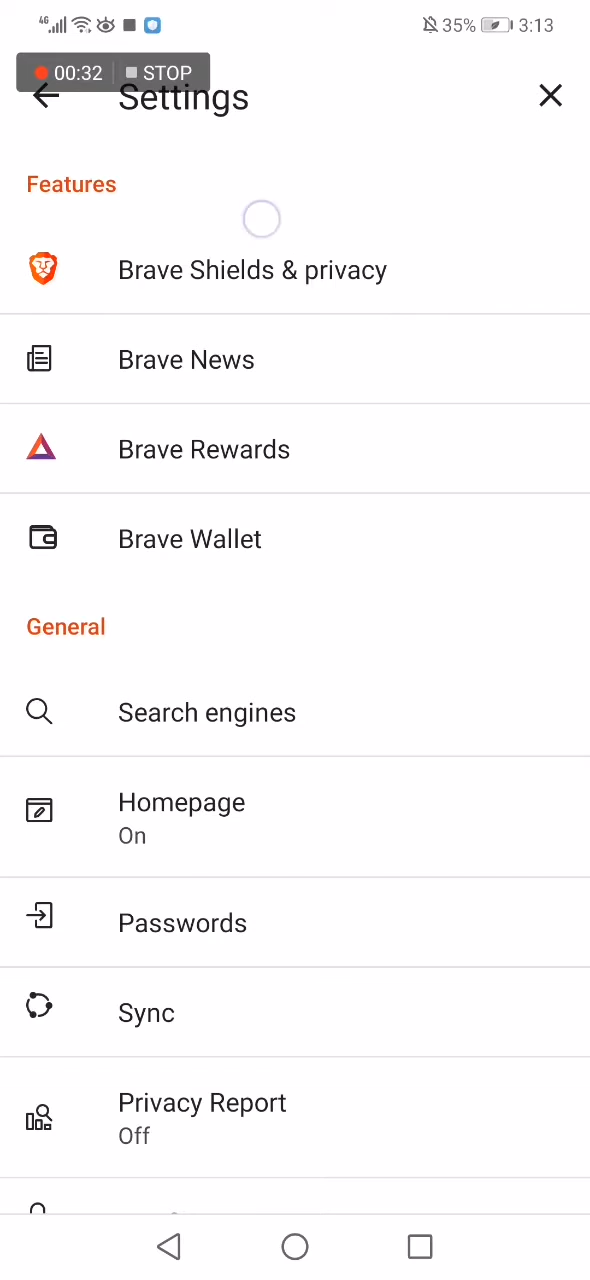 4G 35% 3:13
00:32 STOP
Settings
Features
Brave Shields & privacy
Brave News
Brave Rewards
Brave Wallet
General
Search engines
Homepage
On
Passwords
Sync
Privacy Report
Off